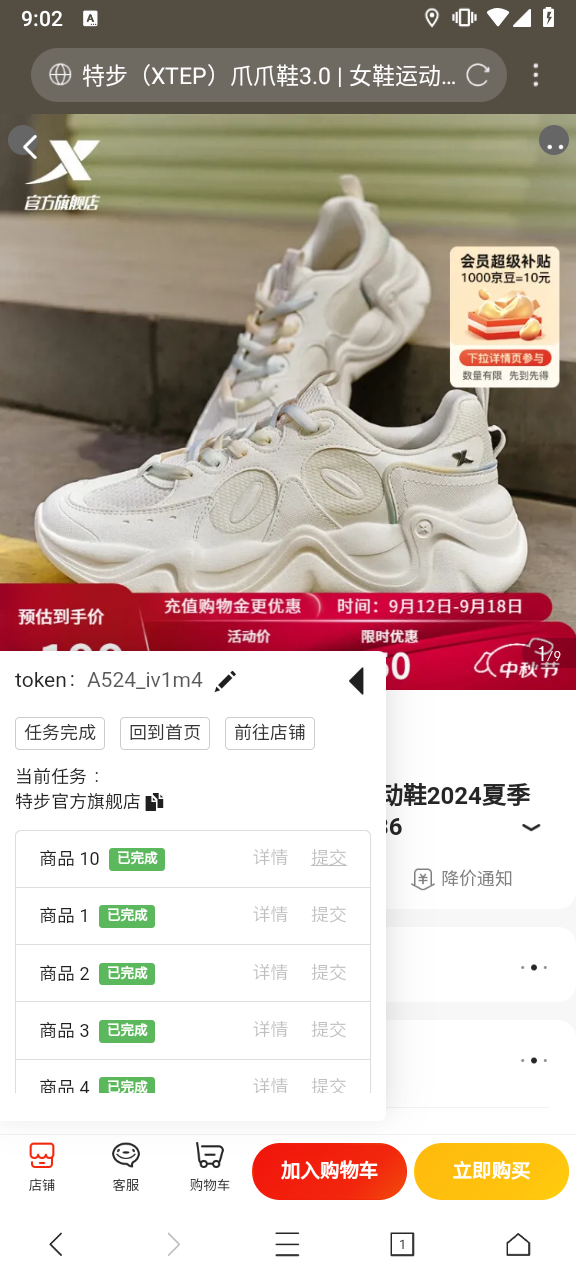 9:02
A
特步（XTEP）爪爪鞋3.0 | 女鞋运动...
官方旗舰店
会员超级补贴
1000京豆=10元
下拉详情页参与
数量有限 先到先得
预估到手价
充值购物金更优惠
时间：9月12日-9月18日
活动价
限时优惠
1/9
中秋节
token： A524_iv1m4
任务完成
回到首页
前往店铺
当前任务：
特步官方旗舰店
动鞋2024夏季
降价通知
商品 10 已完成 详情 提交
商品 1 已完成 详情 提交
商品 2 已完成 详情 提交
商品 3 已完成 详情 提交
商品 4 已完成 详情 提交
店铺
客服
购物车
加入购物车
立即购买
1